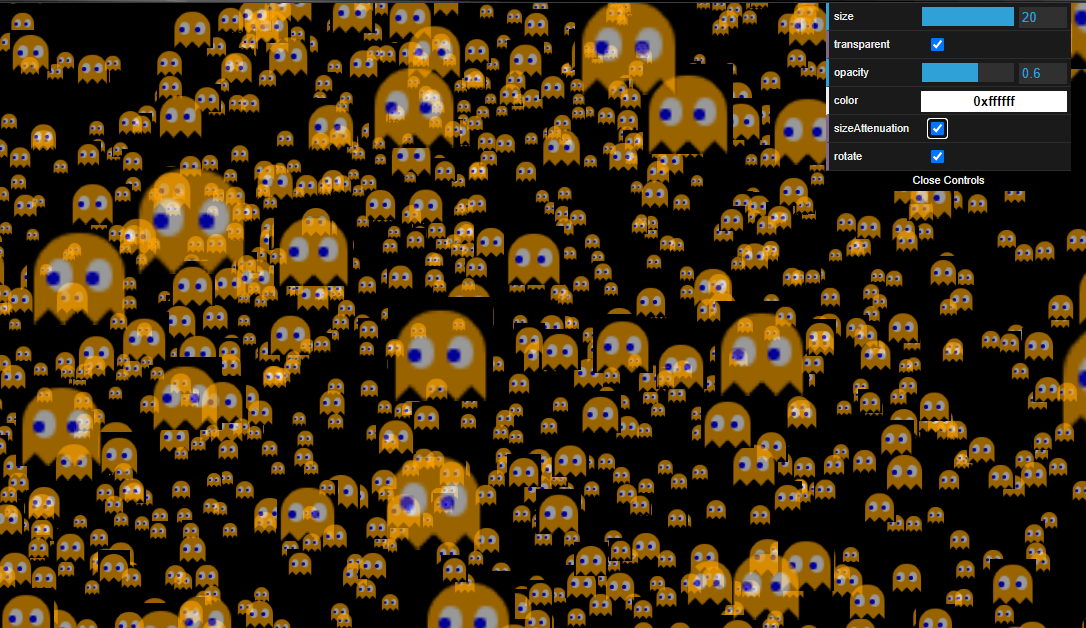 size 20
transparent
opacity 0.6
color 0xffffff
sizeAttenuation
rotate
Close Controls